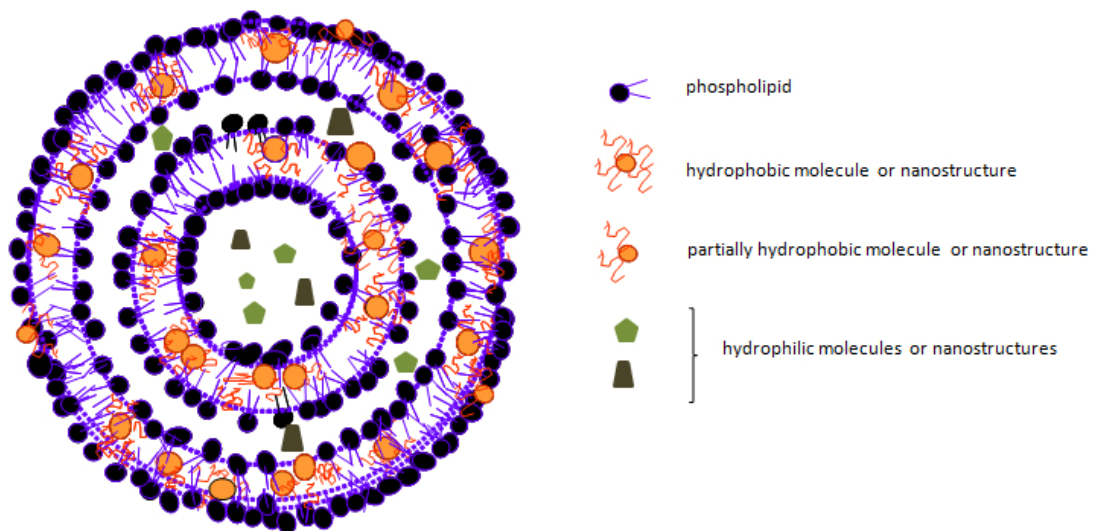 phospholipid
hydrophobic molecule or nanostructure
partially hydrophobic molecule or nanostructure
hydrophilic molecules or nanostructures